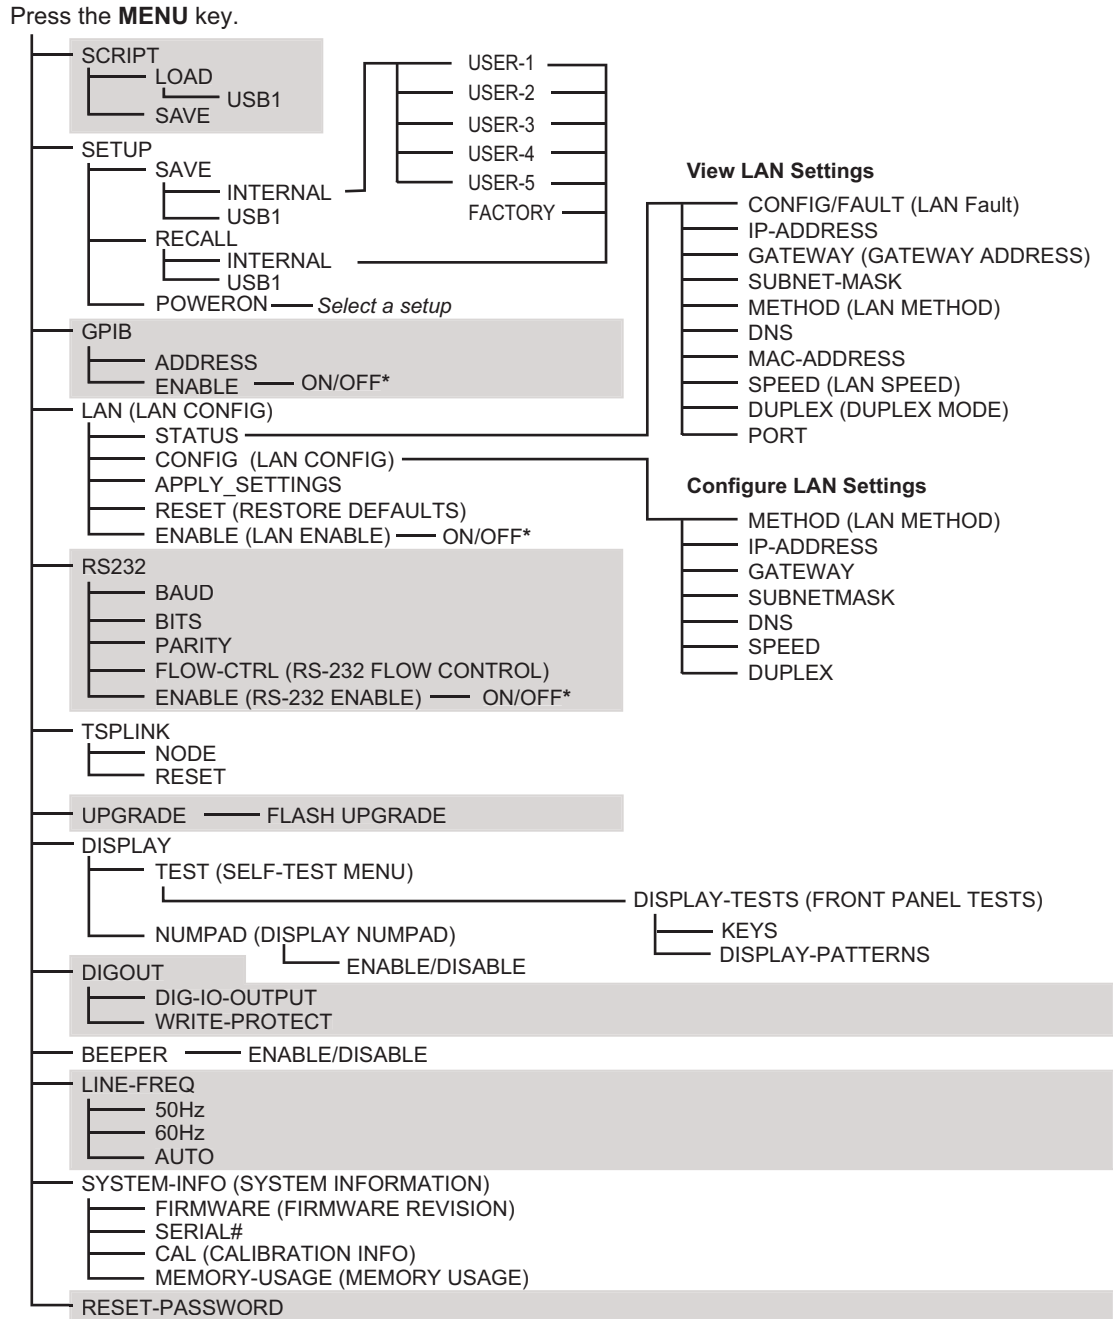 Press the MENU key.
SCRIPT
LOAD
USB1
SAVE
SETUP
SAVE
INTERNAL
USB1
RECALL
INTERNAL
USB1
POWERON
Select a setup
USER-1
USER-2
USER-3
USER-4
USER-5
FACTORY
GPIB
ADDRESS
ENABLE
ON/OFF*
LAN (LAN CONFIG)
STATUS
CONFIG (LAN CONFIG)
APPLY_SETTINGS
RESET (RESTORE DEFAULTS)
ENABLE (LAN ENABLE)
ON/OFF*
View LAN Settings
CONFIG/FAULT (LAN Fault)
IP-ADDRESS
GATEWAY (GATEWAY ADDRESS)
SUBNET-MASK
METHOD (LAN METHOD)
DNS
MAC-ADDRESS
SPEED (LAN SPEED)
DUPLEX (DUPLEX MODE)
PORT
Configure LAN Settings
METHOD (LAN METHOD)
IP-ADDRESS
GATEWAY
SUBNETMASK
DNS
SPEED
DUPLEX
RS232
BAUD
BITS
PARITY
FLOW-CTRL (RS-232 FLOW CONTROL)
ENABLE (RS-232 ENABLE)
ON/OFF*
TSPLINK
NODE
RESET
UPGRADE
FLASH UPGRADE
DISPLAY
TEST (SELF-TEST MENU)
DISPLAY-TESTS (FRONT PANEL TESTS)
KEYS
DISPLAY-PATTERNS
NUMPAD (DISPLAY NUMPAD)
ENABLE/DISABLE
DIGOUT
DIG-IO-OUTPUT
WRITE-PROTECT
BEEPER
ENABLE/DISABLE
LINE-FREQ
50Hz
60Hz
AUTO
SYSTEM-INFO (SYSTEM INFORMATION)
FIRMWARE (FIRMWARE REVISION)
SERIAL#
CAL (CALIBRATION INFO)
MEMORY-USAGE (MEMORY USAGE)
RESET-PASSWORD